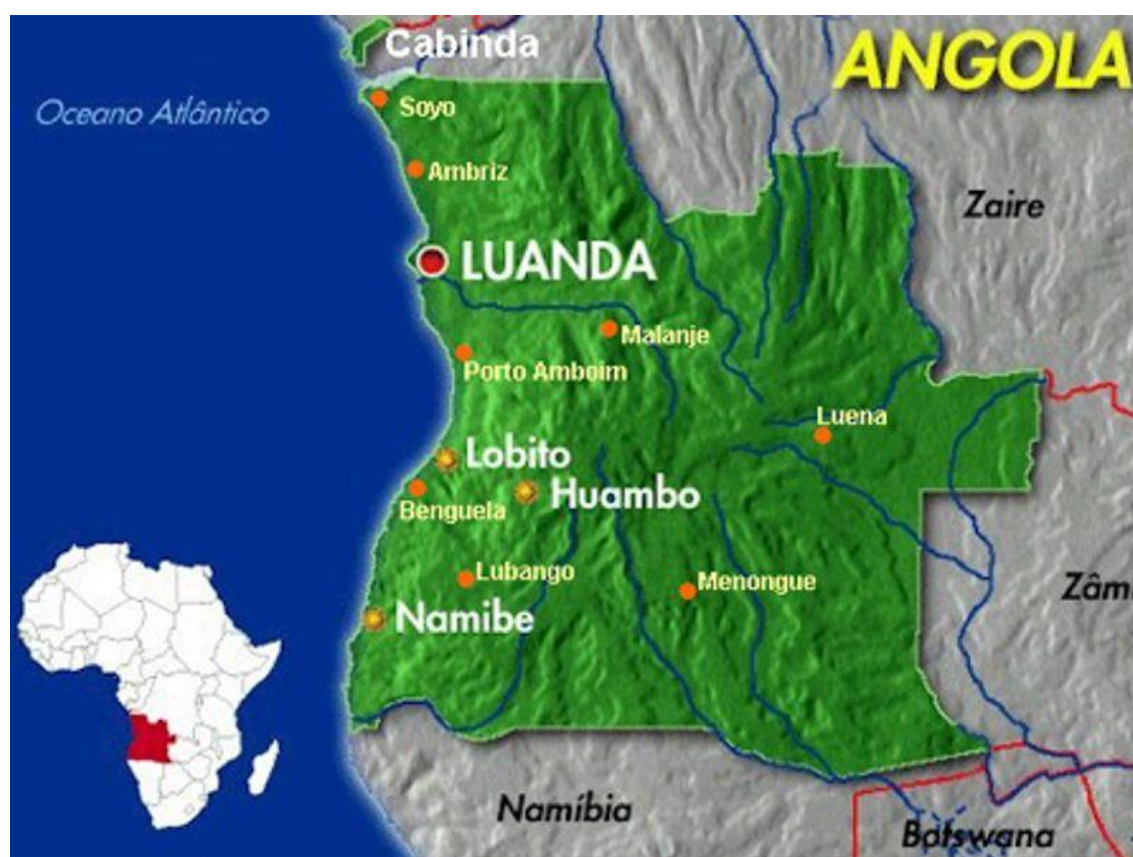 Cabinda
ANGOLA
Oceano Atlântico
Soyo
Ambriz
Zaire
LUANDA
Malanje
Porto Amboim
Luena
Lobito
Huambo
Benguela
Lubango
Menongue
Zâm
Namibe
Namíbia
Botswana